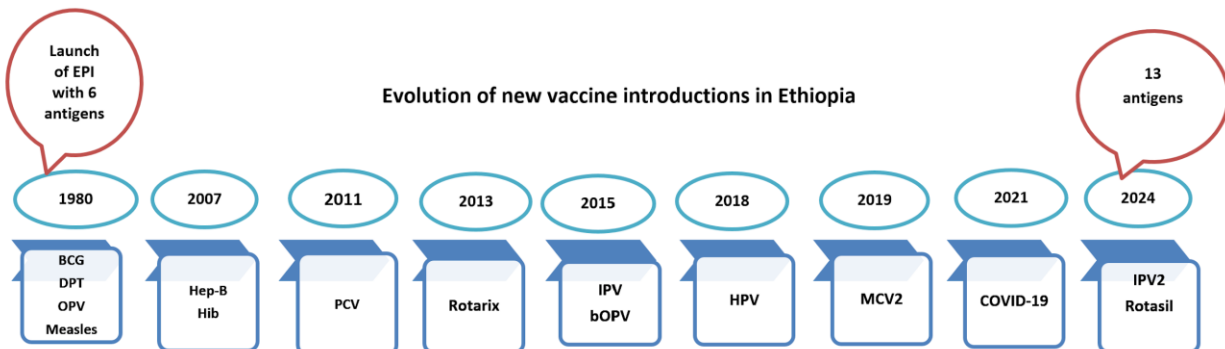 Launch
of EPI
with 6
antigens
Evolution of new vaccine introductions in Ethiopia
13
antigens
1980
2007
2011
2013
2015
2018
2019
2021
2024
BCG
DPT
OPV
Measles
Hep-B
Hib
PCV
Rotarix
IPV
bOPV
HPV
MCV2
COVID-19
IPV2
Rotasil